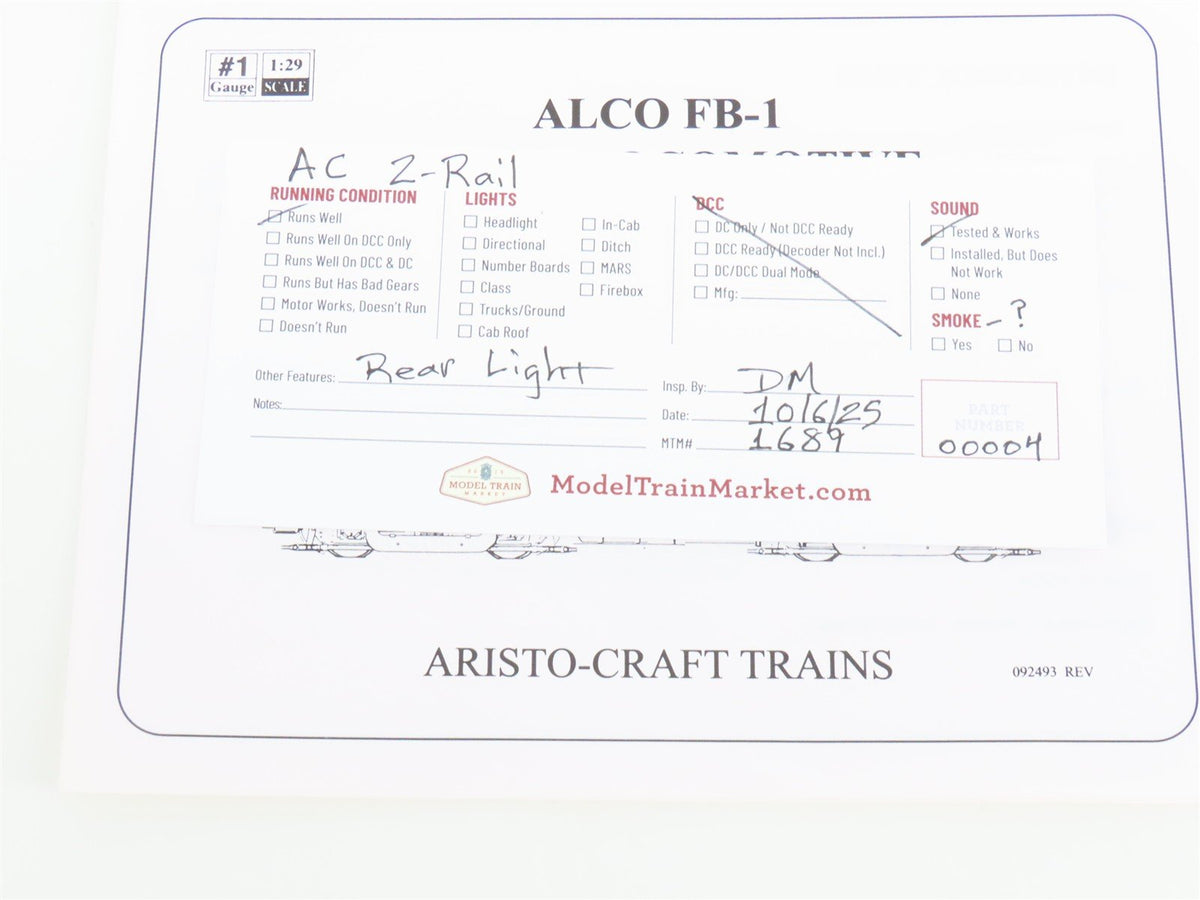 #1 Gauge
1:29 SCALE
ALCO FB-1
AC 2-Rail
RUNNING CONDITION
Runs Well
Runs Well On DCC Only
Runs Well On DCC & DC
Runs But Has Bad Gears
Motor Works, Doesn't Run
Doesn't Run
LIGHTS
Headlight
Directional
Number Boards
Class
Trucks/Ground
Cab Roof
In-Cab
Ditch
MARS
Firebox
DCC
DC Only / Not DCC Ready
DCC Ready (Decoder Not Incl.)
DC/DCC Dual Mode
Mfg:
SOUND
Tested & Works
Installed, But Does
Not Work
None
SMOKE - ?
Yes No
Other Features: Rear Light
Notes:
Insp. By: DM
Date: 10/6/25
MTM# 1689
PART
NUMBER
00004
MODEL TRAIN
MARKET
ModelTrainMarket.com
ARISTO-CRAFT TRAINS
092493 REV